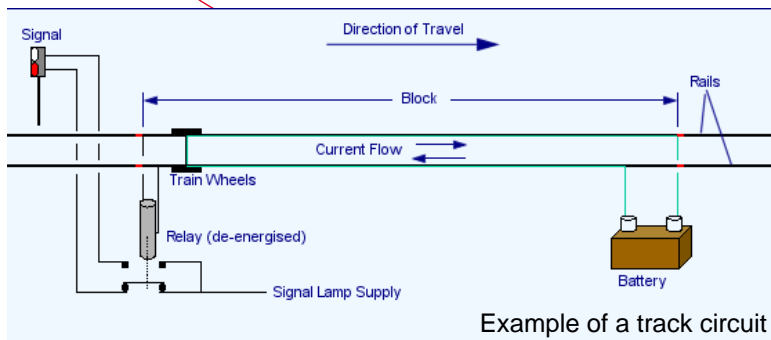 Signal
Direction of Travel
Rails
Block
Current Flow
Train Wheels
Relay (de-energised)
Signal Lamp Supply
Battery
Example of a track circuit